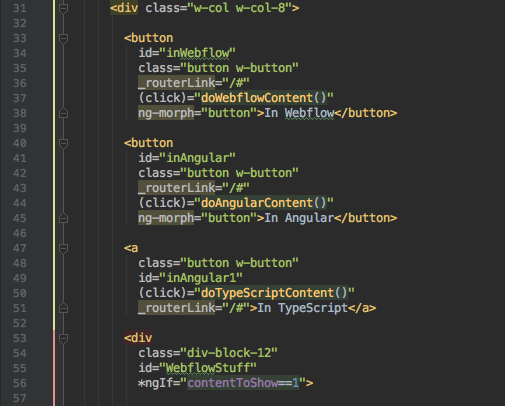 31 <div class="w-col w-col-8">
32
33 <button
34 id="inWebflow"
35 class="button w-button"
36 _routerLink="/#"
37 (click)="doWebflowContent()"
38 ng-morph="button">In Webflow</button>
39
40 <button
41 id="inAngular"
42 class="button w-button"
43 _routerLink="/#"
44 (click)="doAngularContent()"
45 ng-morph="button">In Angular</button>
46
47 <a
48 class="button w-button"
49 id="inAngular1"
50 (click)="doTypeScriptContent()"
51 _routerLink="/#">In TypeScript</a>
52
53 <div
54 class="div-block-12"
55 id="WebflowStuff"
56 *ngIf="contentToShow==1">
57